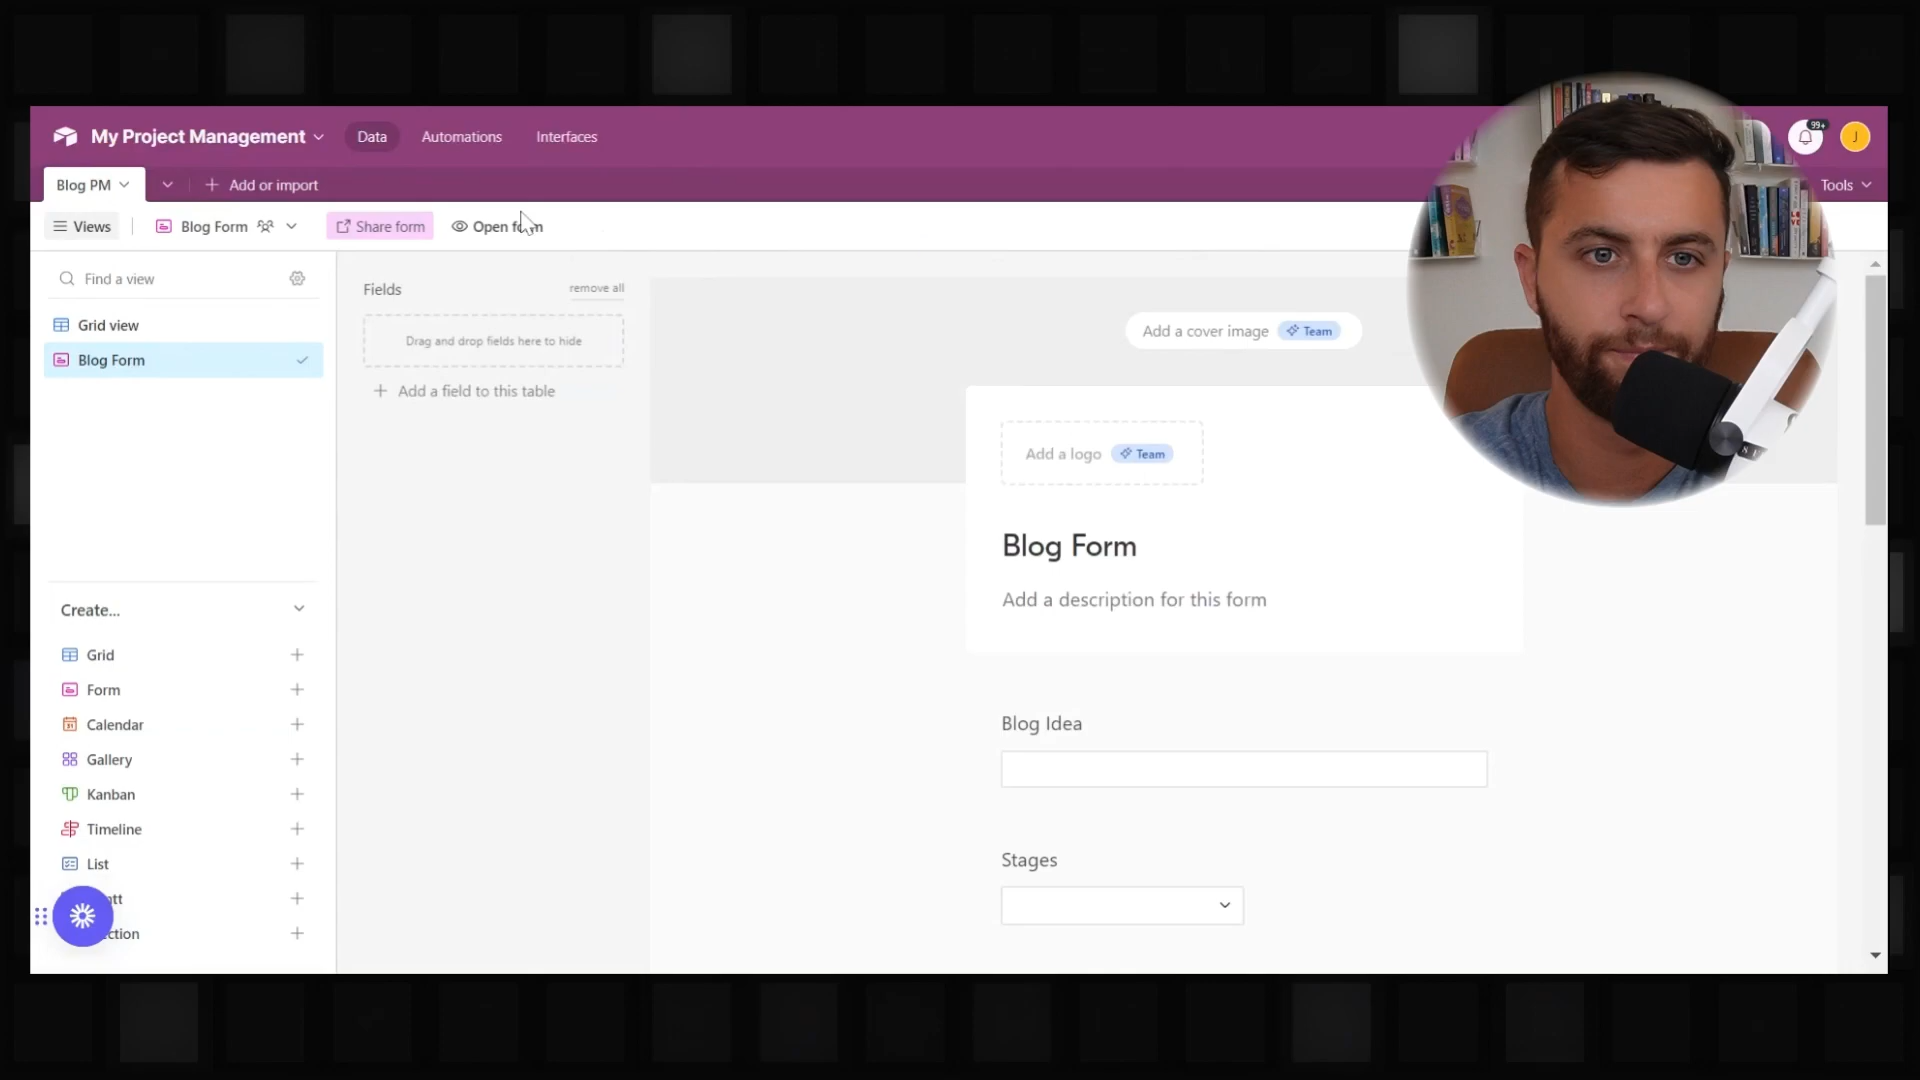 My Project Management
Data
Automations
Interfaces
99+
J
Blog PM
Add or import
Tools
Views
Blog Form
Share form
Open form
Find a view
Grid view
Blog Form
Create...
Grid
Form
Calendar
Gallery
Kanban
Timeline
List
Fields
remove all
Drag and drop fields here to hide
Add a field to this table
Add a cover image
Team
Add a logo
Team
Blog Form
Add a description for this form
Blog Idea
Stages